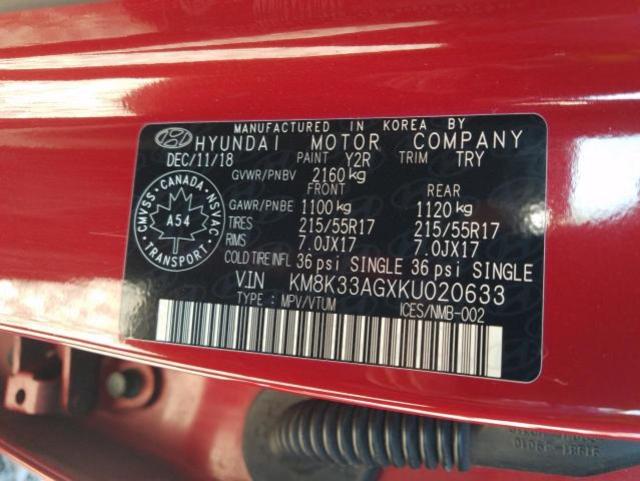 MANUFACTURED IN KOREA BY
HYUNDAI MOTOR COMPANY
DEC/11/18 PAINT Y2R TRIM TRY
GVWR/PNBV 2160 kg
FRONT REAR
GAWR/PNBE 1100 kg 1120 kg
TIRES 215/55R17 215/55R17
RIMS 7.0JX17 7.0JX17
COLD TIRE INFL 36 psi SINGLE 36 psi SINGLE
V.I.N KM8K33AGXKU020633
TYPE : MPV/VTUM ICES/NMB-002
CMVSS · CANADA · NSVAC
A54
TRANSPORT